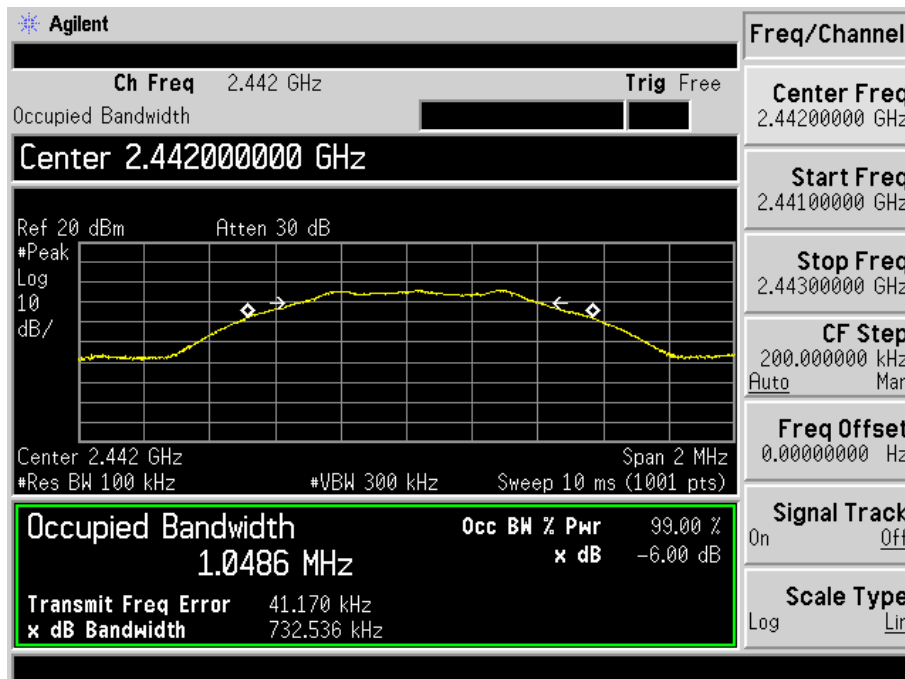 Agilent
Freq/Channel
Ch Freq 2.442 GHz Trig Free
Occupied Bandwidth
Center 2.442000000 GHz
Ref 20 dBm Atten 30 dB
#Peak
Log
10
dB/
Center 2.442 GHz Span 2 MHz
#Res BW 100 kHz #VBW 300 kHz Sweep 10 ms (1001 pts)
Occupied Bandwidth Occ BW % Pwr 99.00 %
1.0486 MHz x dB -6.00 dB
Transmit Freq Error 41.170 kHz
x dB Bandwidth 732.536 kHz
Center Freq
2.44200000 GHz
Start Freq
2.44100000 GHz
Stop Freq
2.44300000 GHz
CF Step
200.000000 kHz
Auto Man
Freq Offset
0.00000000 Hz
Signal Track
On Off
Scale Type
Log Lin